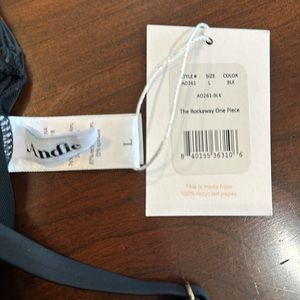 STYLE# SIZE COLOR
AO261 L BLK
AO261-BLK
The Rockaway One Piece
8 40155 36310 6
This is made from
100% recycled paper.
Andie
L